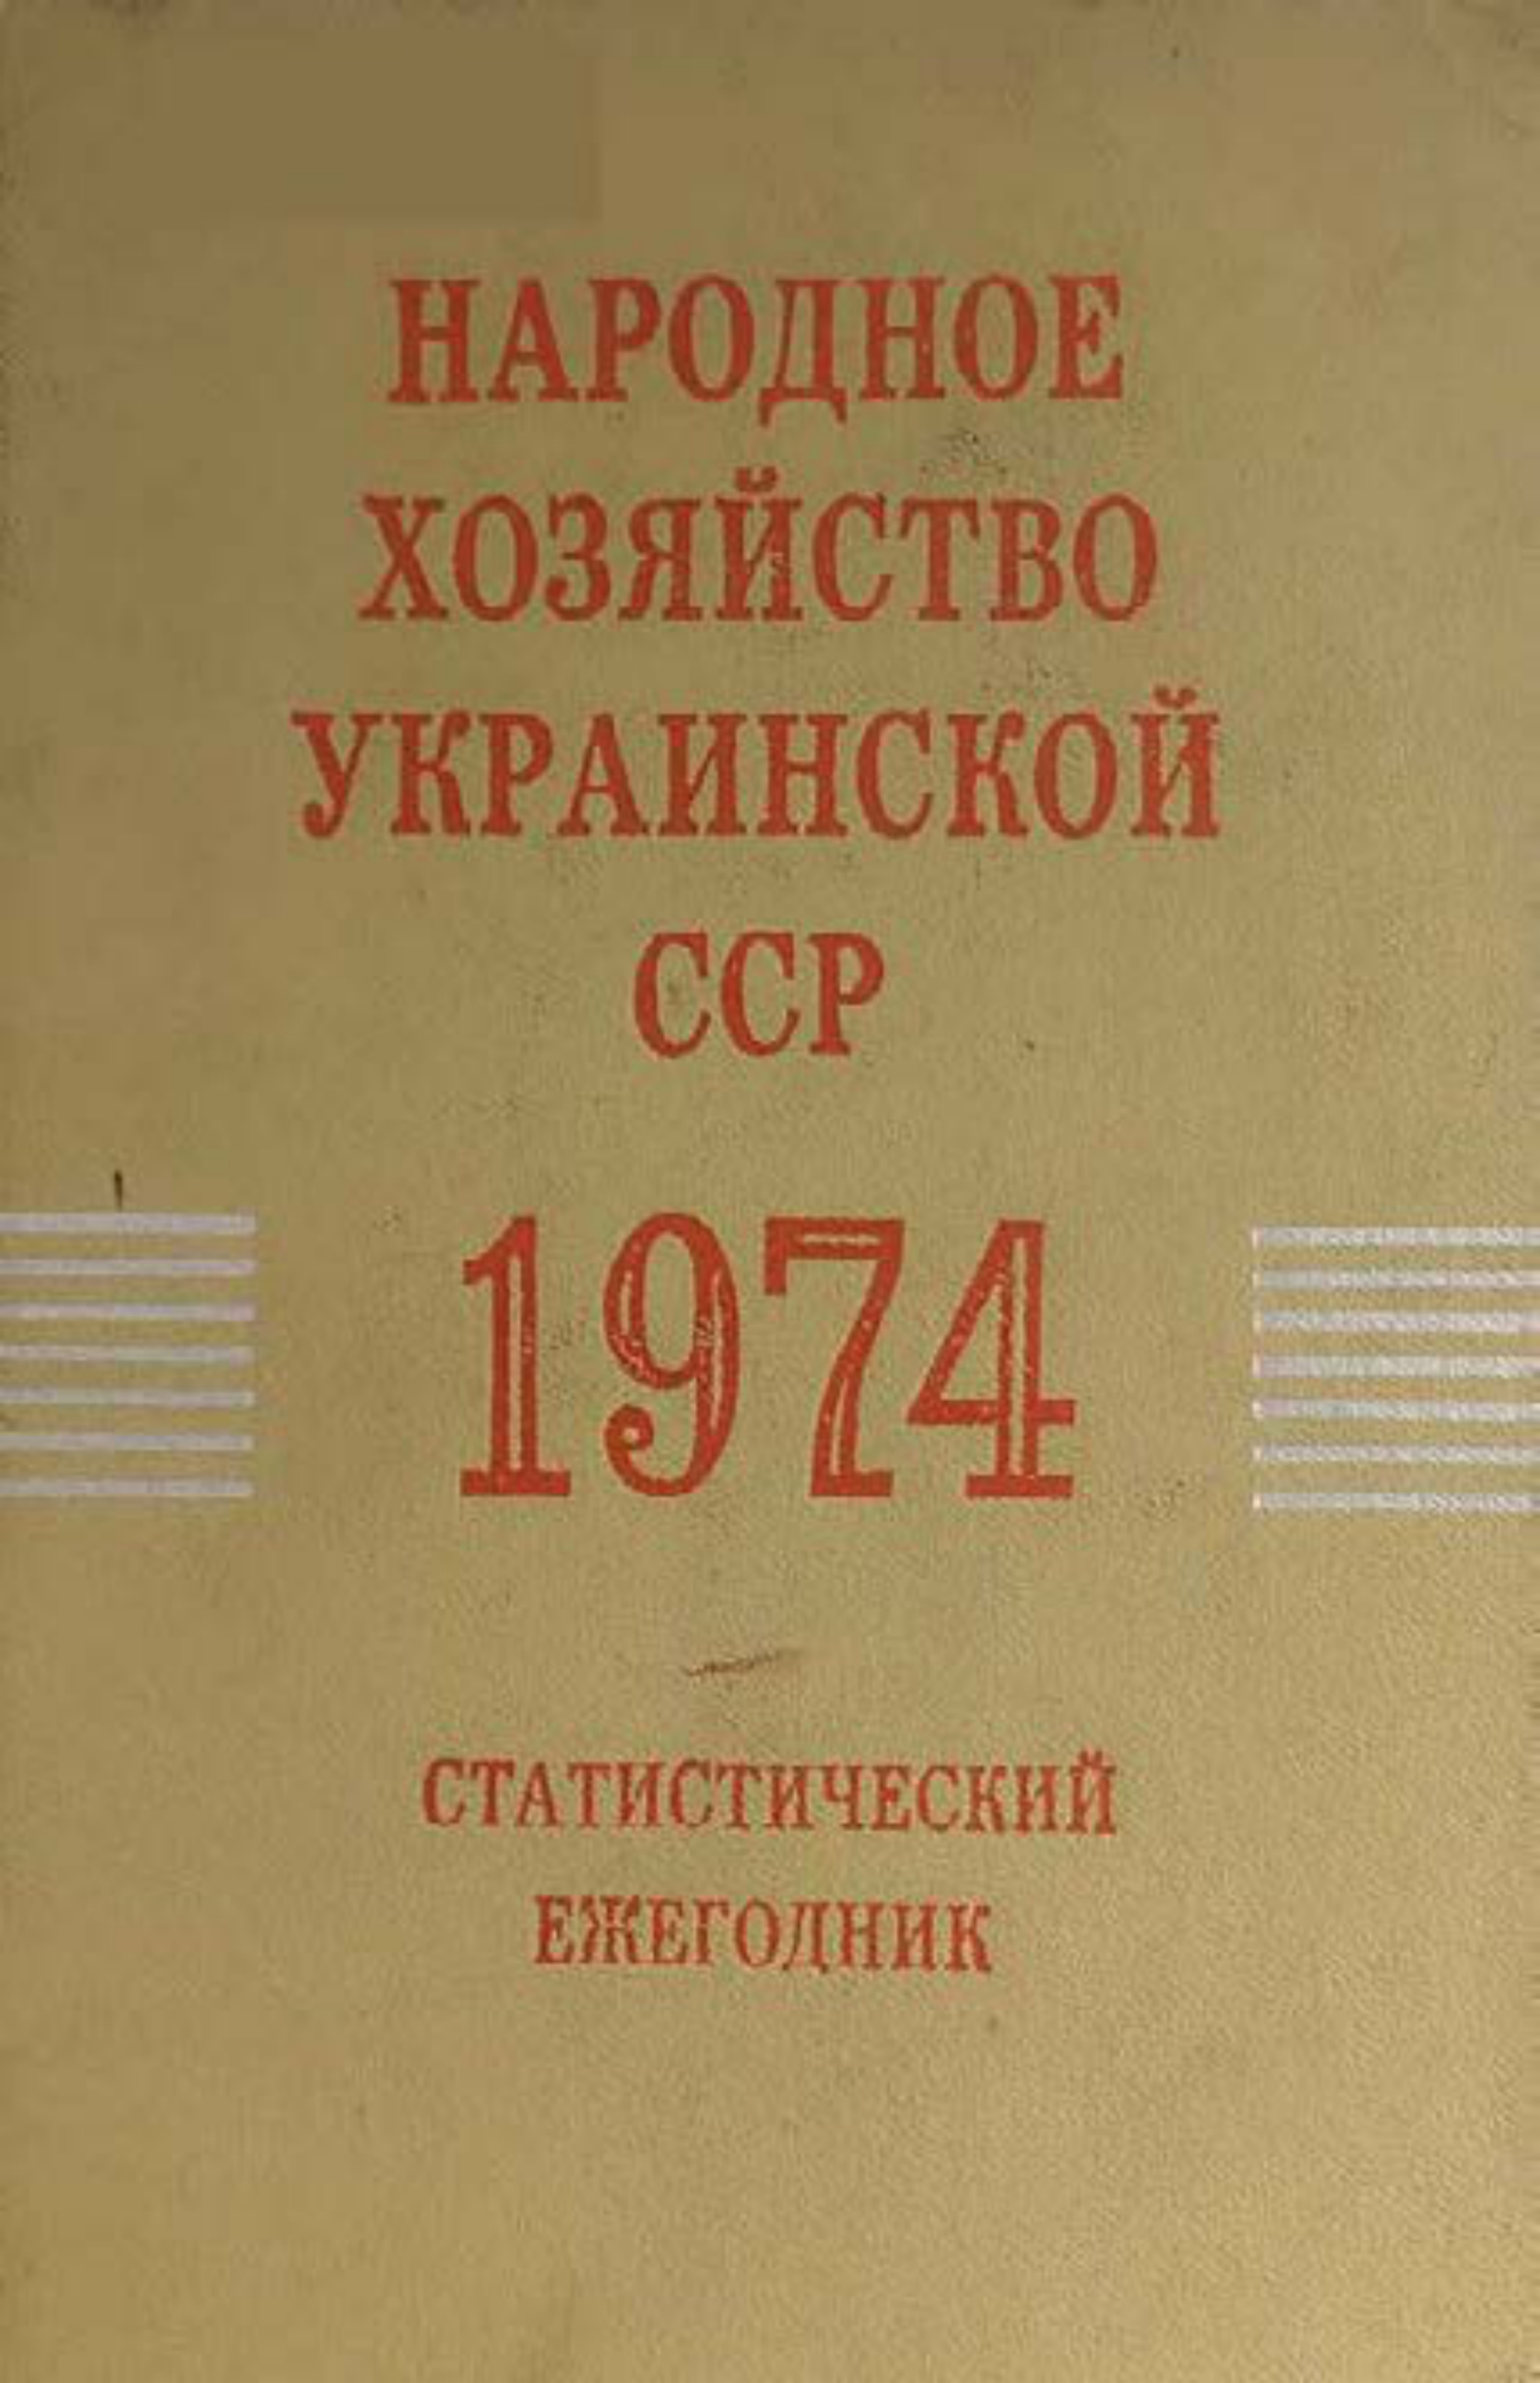 НАРОДНОЕ
ХОЗЯЙСТВО
УКРАИНСКОЙ
ССР
1974
СТАТИСТИЧЕСКИЙ
ЕЖЕГОДНИК